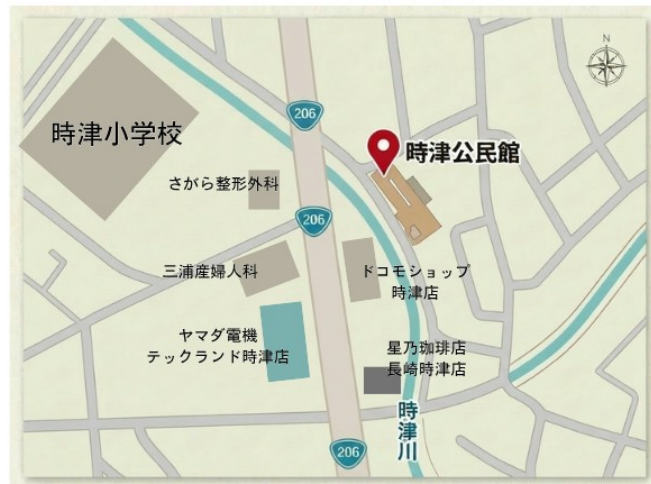 N
206
時津小学校
時津公民館
さがら整形外科
206
三浦産婦人科
ドコモショップ
時津店
ヤマダ電機
テックランド時津店
星乃珈琲店
長崎時津店
時津川
206